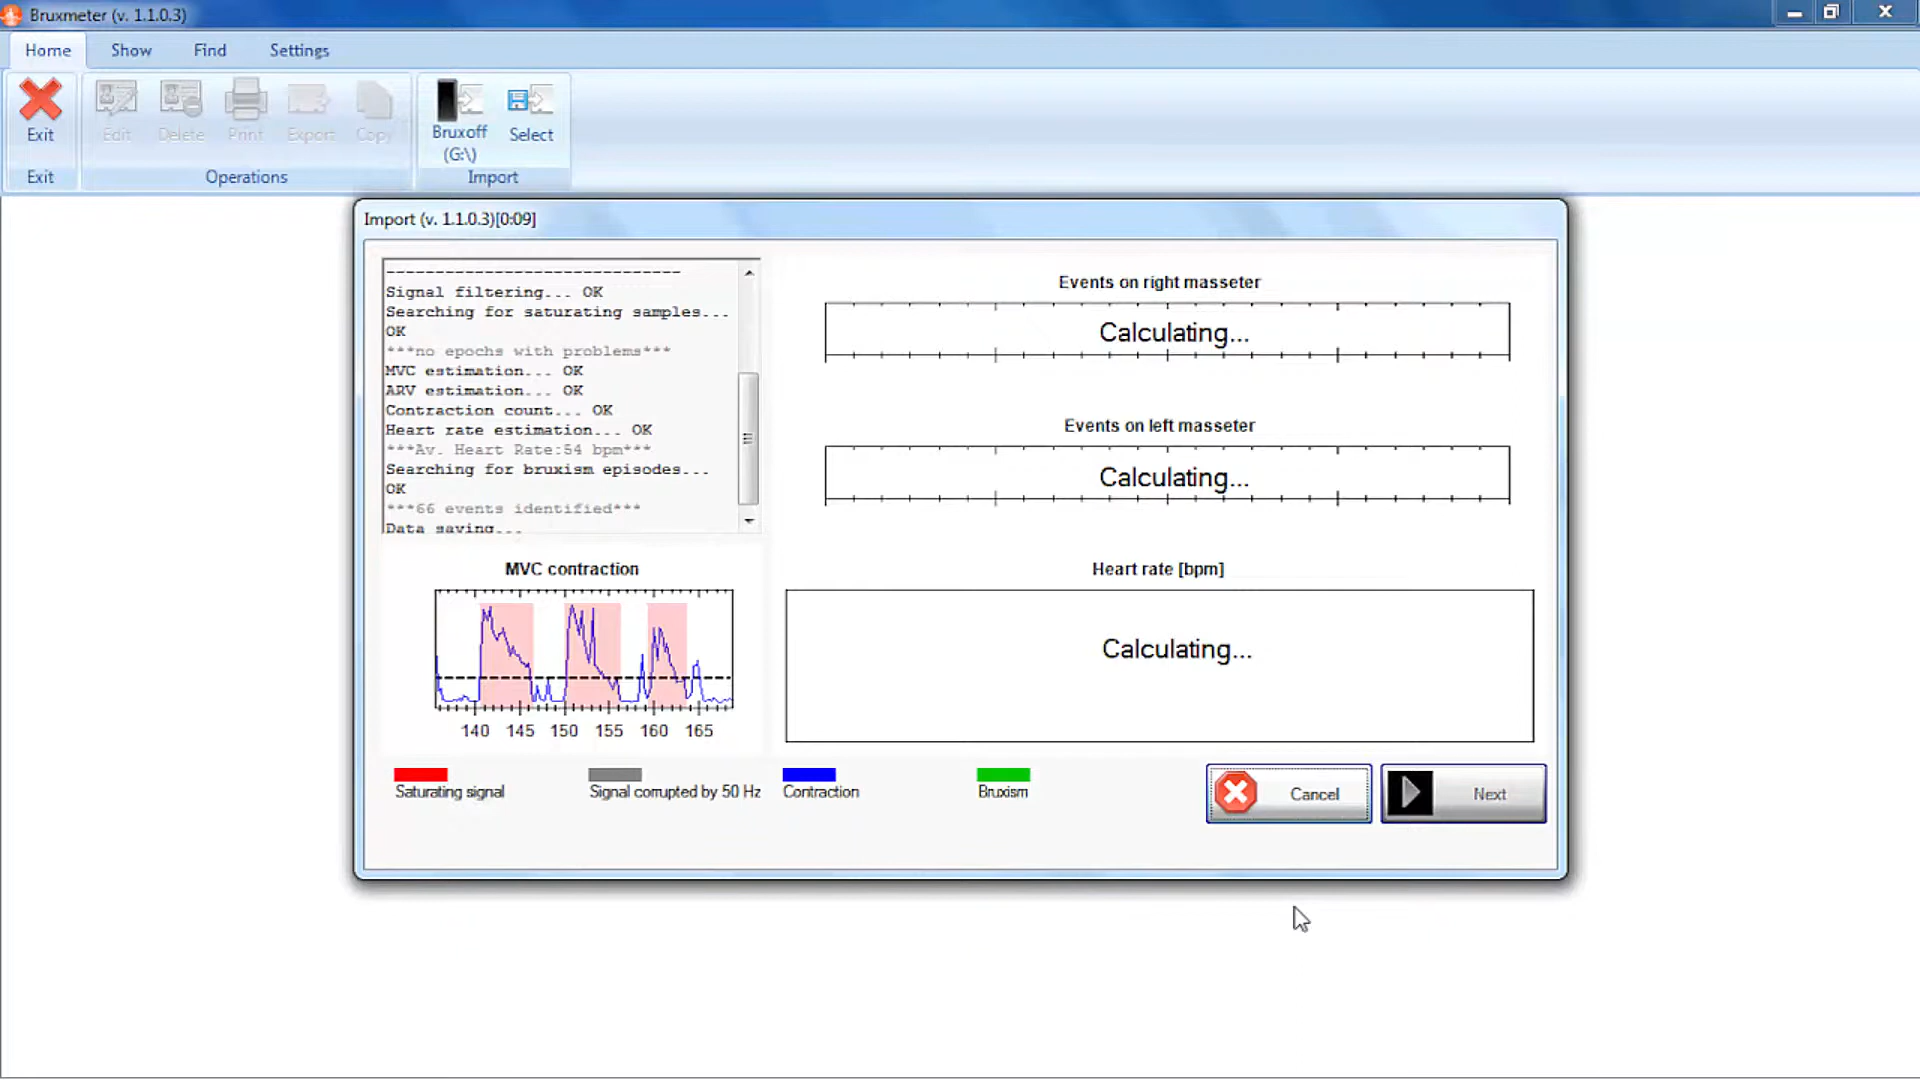 Bruxmeter (v. 1.1.0.3)
Home Show Find Settings
Exit Edit Delete Print Export Copy Bruxoff (G:\) Select
Exit Operations Import
Import (v. 1.1.0.3)[0:09]
-----------------------------
Signal filtering... OK
Searching for saturating samples...
OK
***no epochs with problems***
MVC estimation... OK
ARV estimation... OK
Contraction count... OK
Heart rate estimation... OK
***Av. Heart Rate:54 bpm***
Searching for bruxism episodes...
OK
***66 events identified***
Data saving...
MVC contraction
140 145 150 155 160 165
Events on right masseter
Calculating...
Events on left masseter
Calculating...
Heart rate [bpm]
Calculating...
Saturating signal
Signal corrupted by 50 Hz
Contraction
Bruxism
Cancel
Next